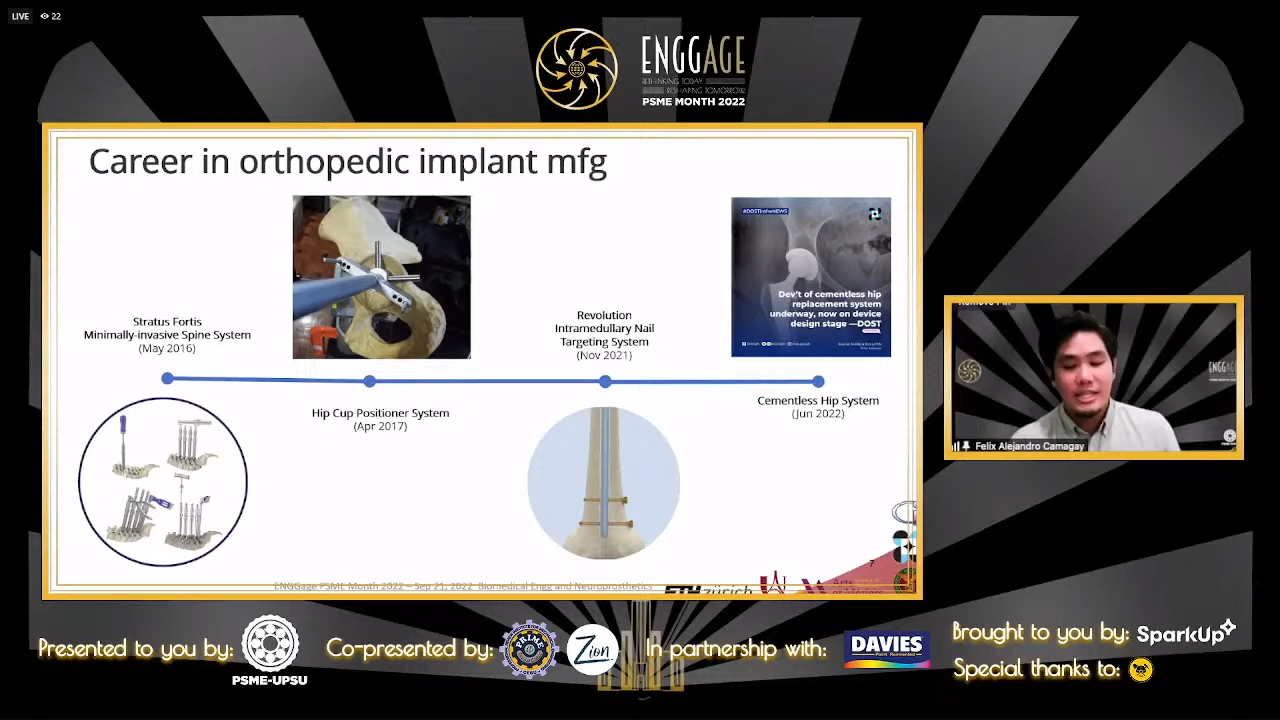 LIVE 22
ENGGAGE
RETHINKING TODAY,
RESHAPING TOMORROW
PSME MONTH 2022
Career in orthopedic implant mfg
#DOSTintheNEWS
Dev't of cementless hip
replacement system
underway, now on device
design stage —DOST
Stratus Fortis
Minimally-invasive Spine System
(May 2016)
Revolution
Intramedullary Nail
Targeting System
(Nov 2021)
Hip Cup Positioner System
(Apr 2017)
Cementless Hip System
(Jun 2022)
Felix Alejandro Camagay
7
ENGGage PSME Month 2022 – Sep 21, 2022 Biomedical Engg and Neuroprosthetics
ETH zürich
Presented to you by:
PSME-UPSU
Co-presented by:
PRIME
Zion
In partnership with:
DAVIES
Paint Reinvented
Brought to you by: SparkUp
Special thanks to: